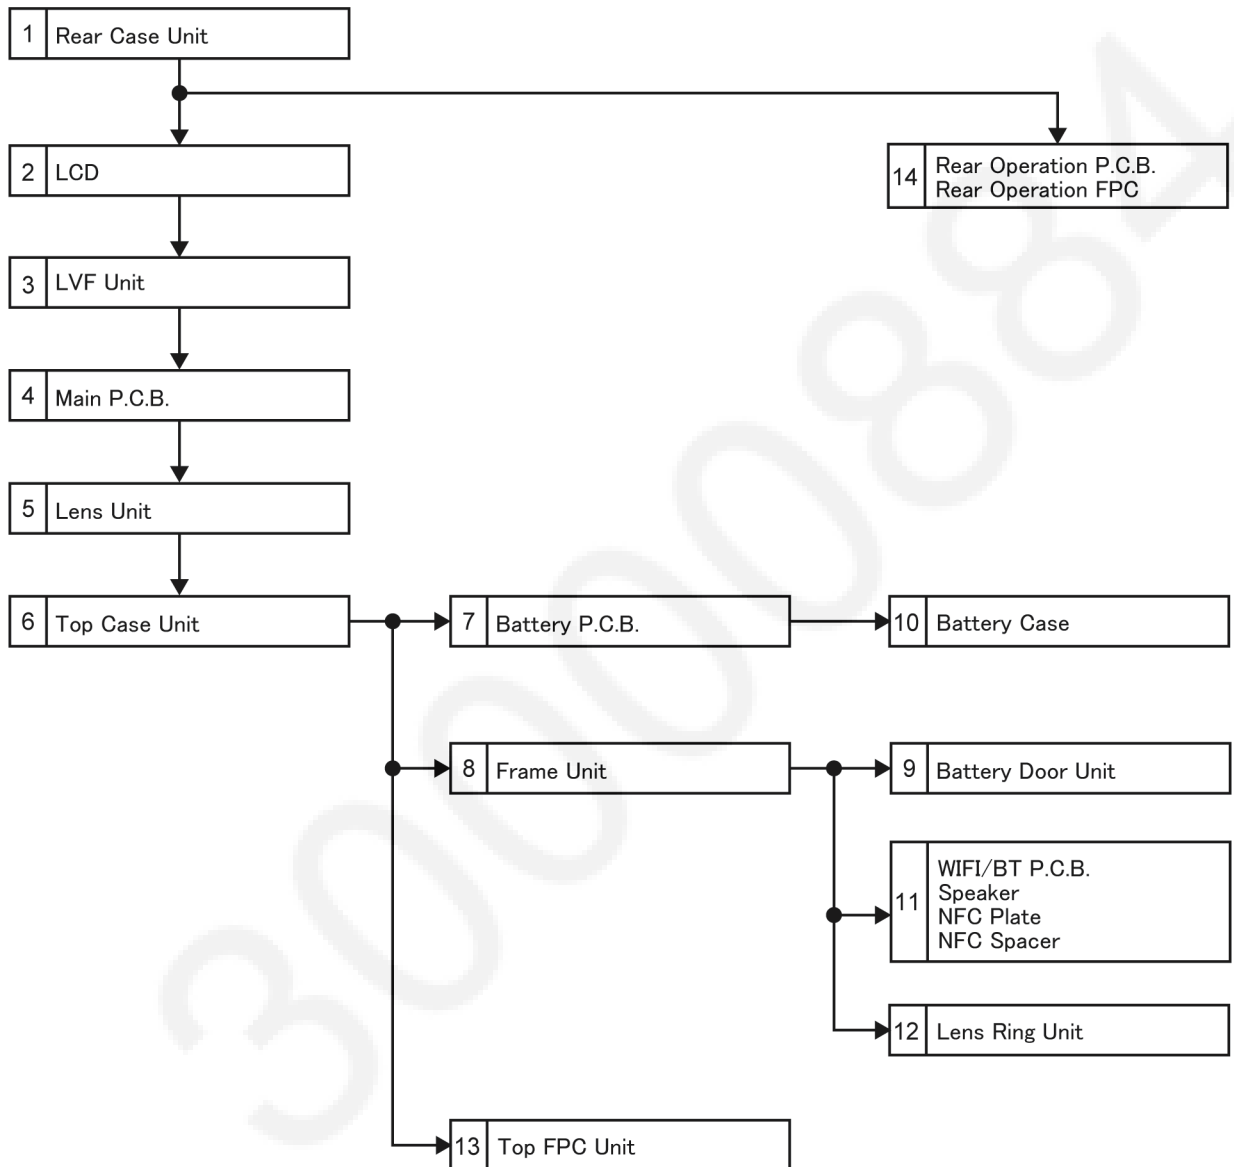 1 Rear Case Unit
2 LCD
14 Rear Operation P.C.B.
Rear Operation FPC
3 LVF Unit
4 Main P.C.B.
5 Lens Unit
6 Top Case Unit
7 Battery P.C.B.
10 Battery Case
8 Frame Unit
9 Battery Door Unit
11 WIFI/BT P.C.B.
Speaker
NFC Plate
NFC Spacer
12 Lens Ring Unit
13 Top FPC Unit
30000884